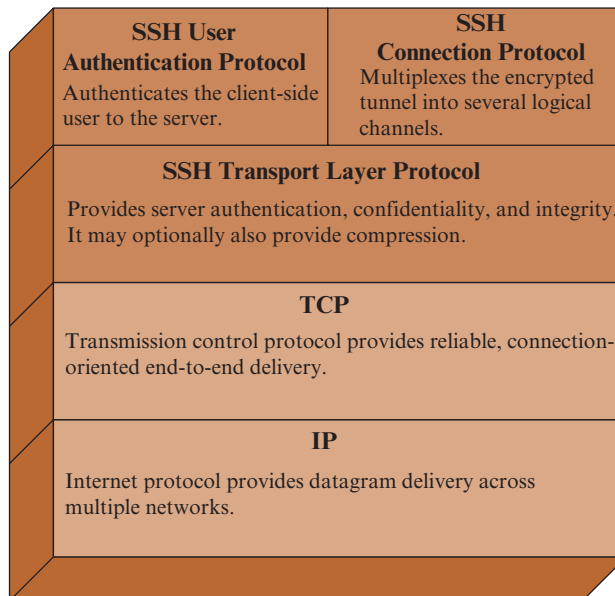 SSH User
Authentication Protocol
Authenticates the client-side
user to the server.
SSH
Connection Protocol
Multiplexes the encrypted
tunnel into several logical
channels.
SSH Transport Layer Protocol
Provides server authentication, confidentiality, and integrity.
It may optionally also provide compression.
TCP
Transmission control protocol provides reliable, connection-
oriented end-to-end delivery.
IP
Internet protocol provides datagram delivery across
multiple networks.